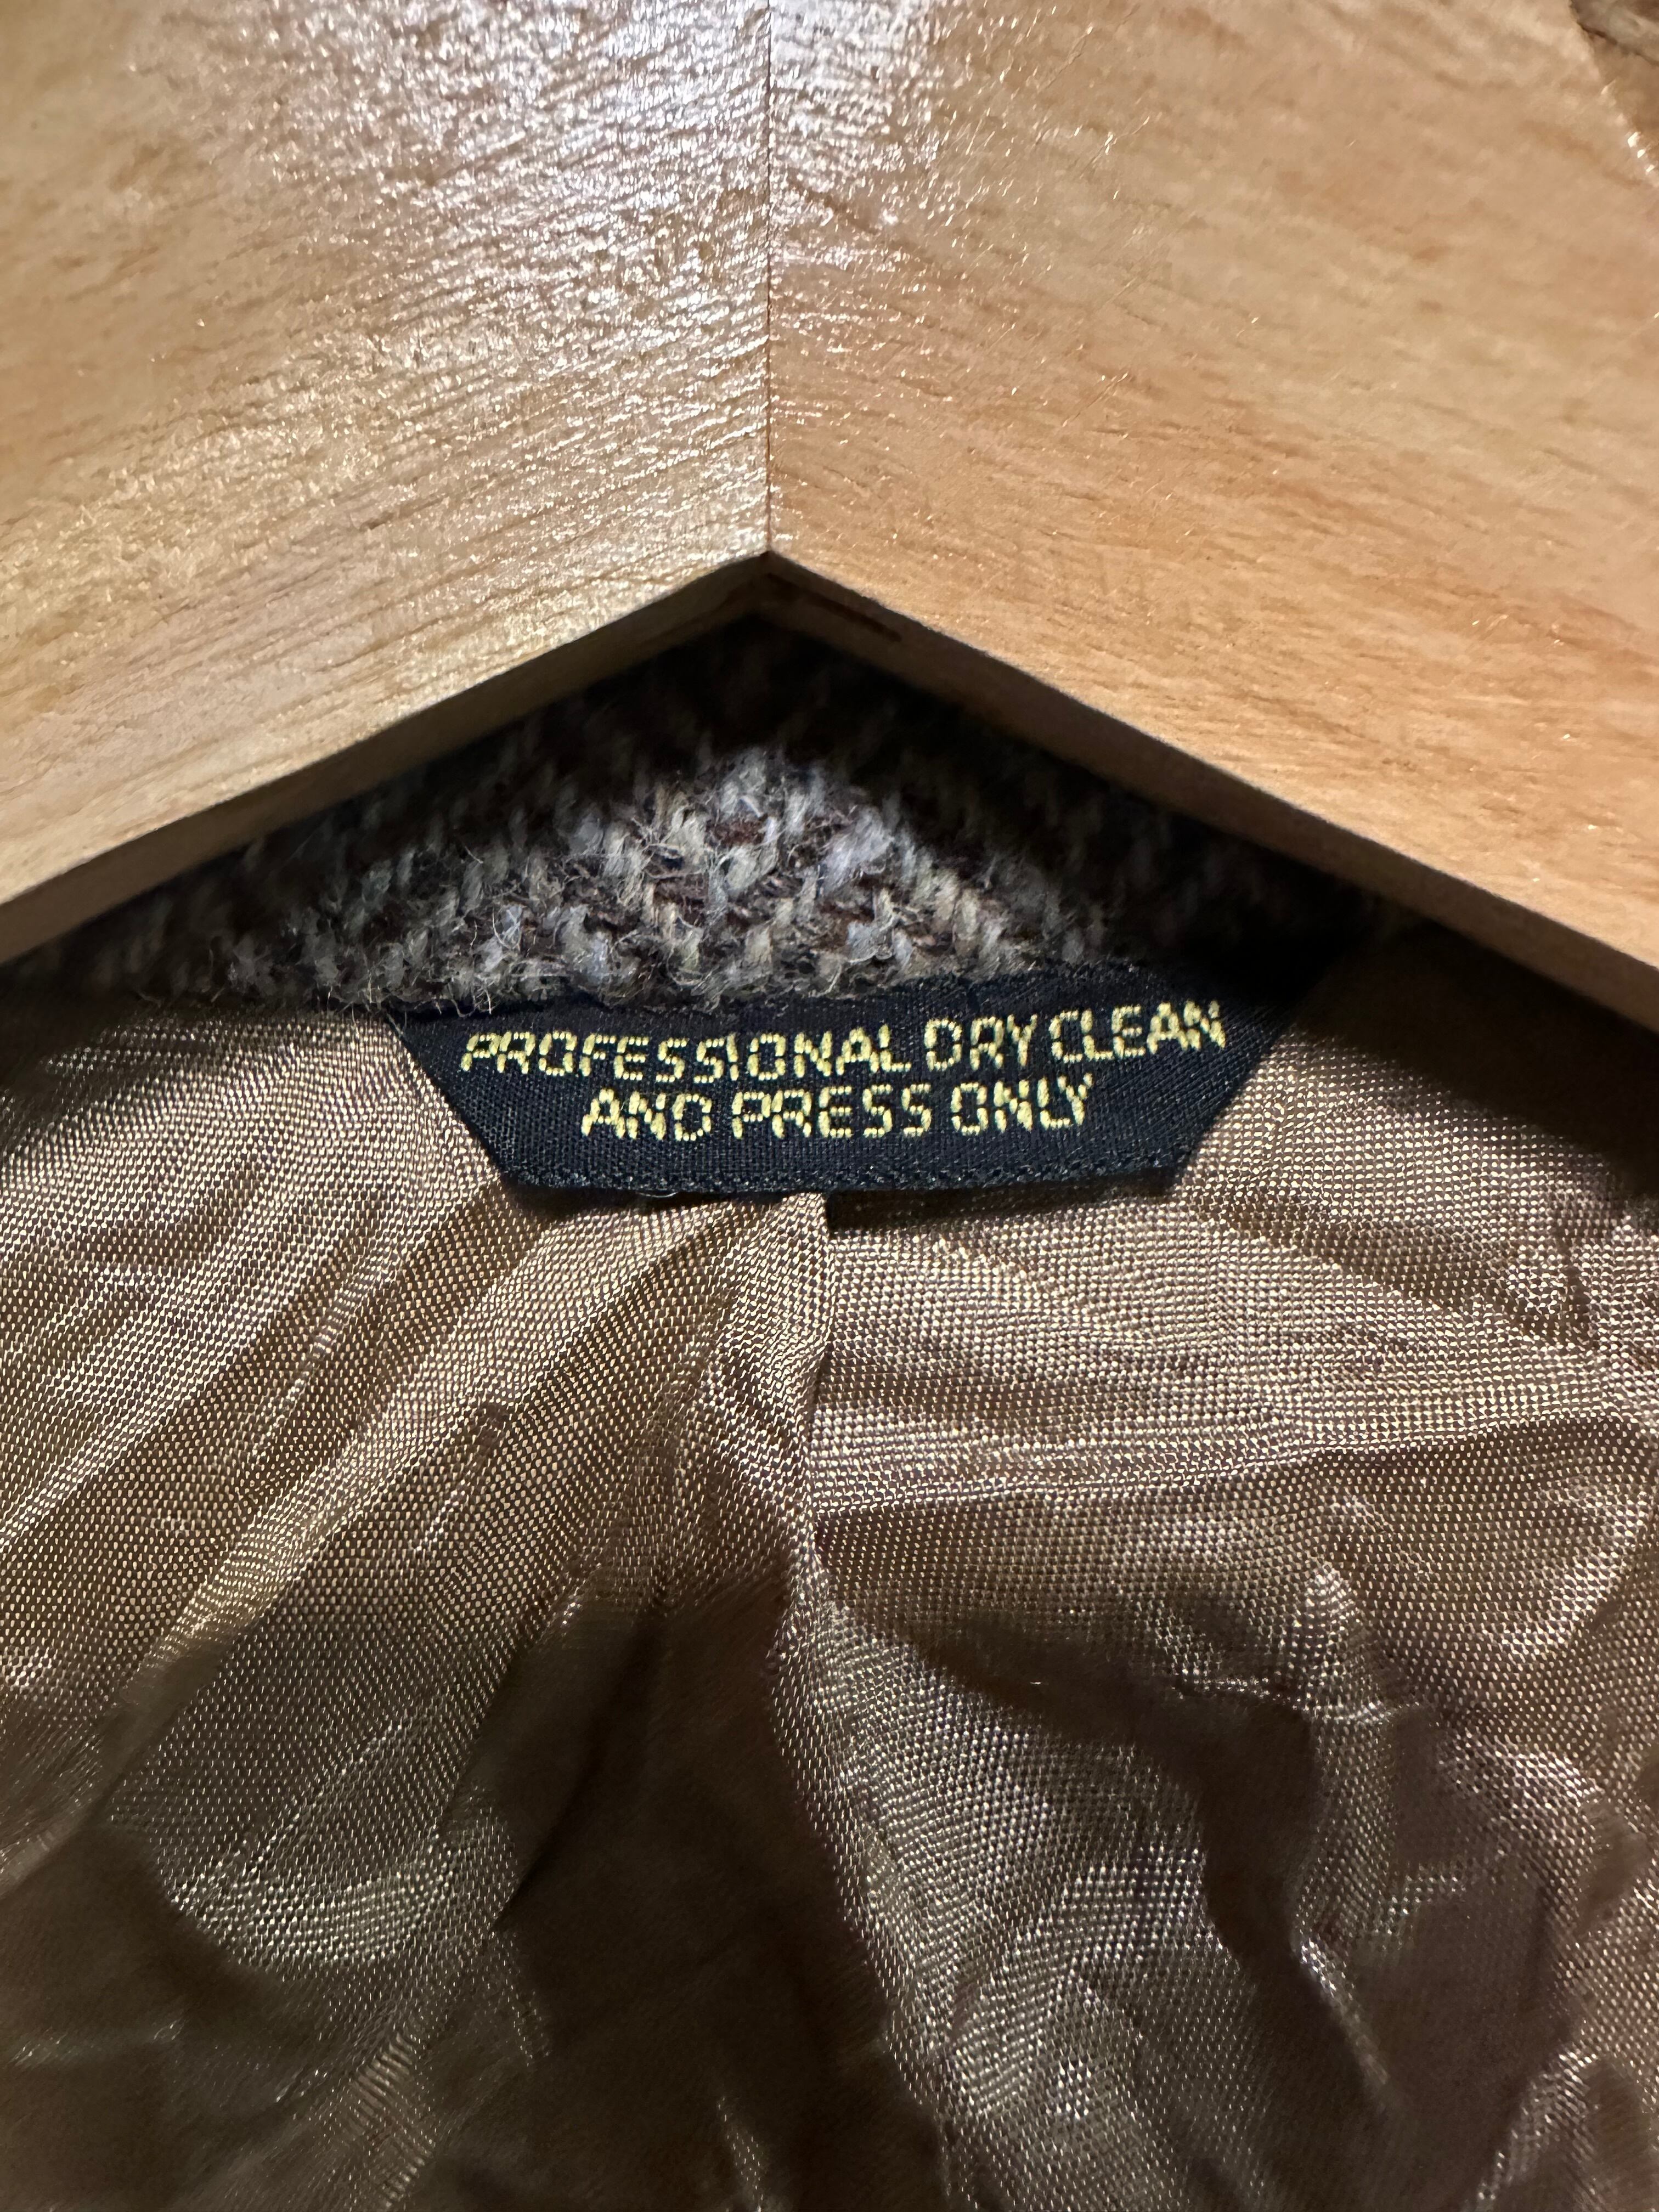 PROFESSIONAL DRY CLEAN
AND PRESS ONLY